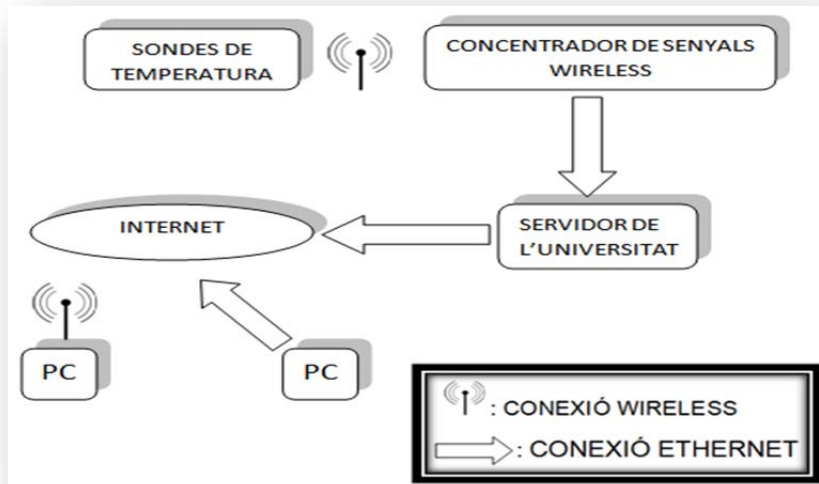 SONDES DE
TEMPERATURA
CONCENTRADOR DE SENYALS
WIRELESS
INTERNET
SERVIDOR DE
L'UNIVERSITAT
PC
PC
: CONEXIÓ WIRELESS
: CONEXIÓ ETHERNET